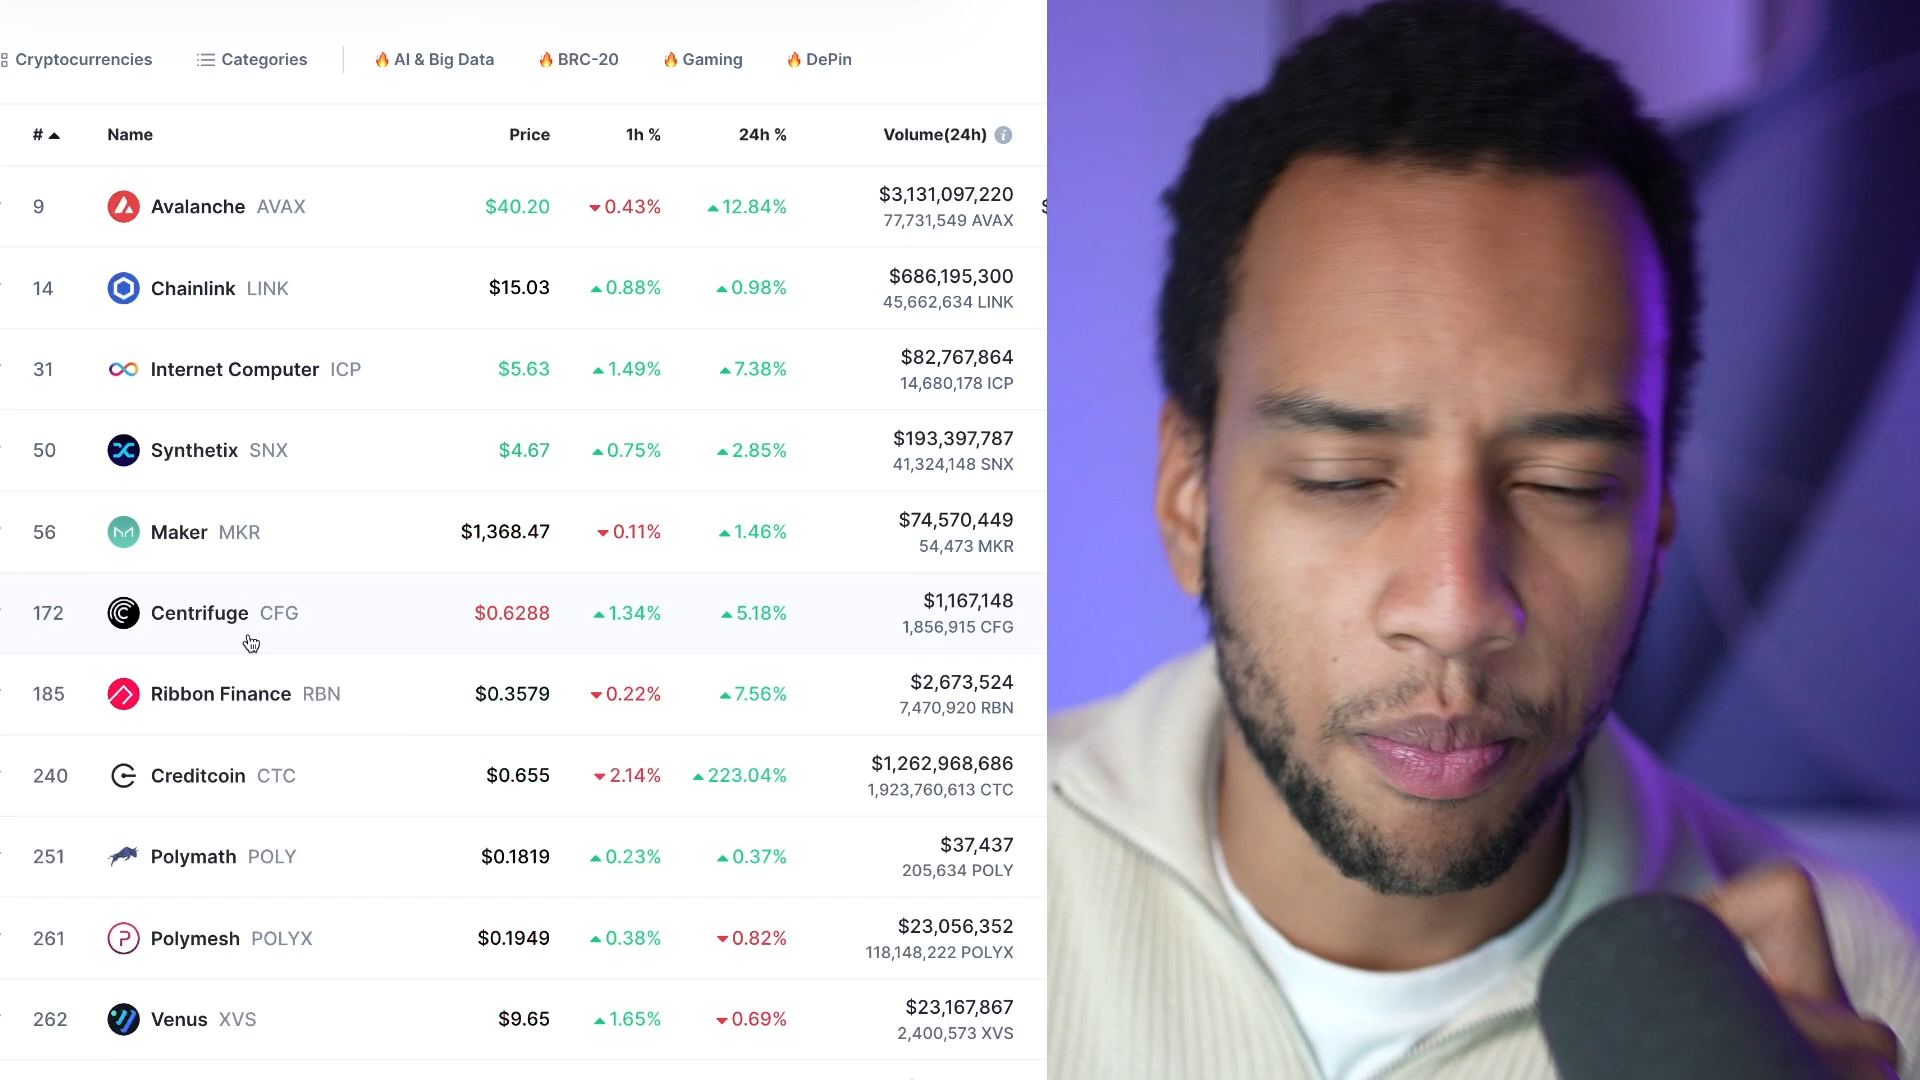 Cryptocurrencies Categories 🔥 AI & Big Data 🔥 BRC-20 🔥 Gaming 🔥 DePin
# Name Price 1h % 24h % Volume(24h)
9 Avalanche AVAX $40.20 0.43% 12.84% $3,131,097,220
77,731,549 AVAX
14 Chainlink LINK $15.03 0.88% 0.98% $686,195,300
45,662,634 LINK
31 Internet Computer ICP $5.63 1.49% 7.38% $82,767,864
14,680,178 ICP
50 Synthetix SNX $4.67 0.75% 2.85% $193,397,787
41,324,148 SNX
56 Maker MKR $1,368.47 0.11% 1.46% $74,570,449
54,473 MKR
172 Centrifuge CFG $0.6288 1.34% 5.18% $1,167,148
1,856,915 CFG
185 Ribbon Finance RBN $0.3579 0.22% 7.56% $2,673,524
7,470,920 RBN
240 Creditcoin CTC $0.655 2.14% 223.04% $1,262,968,686
1,923,760,613 CTC
251 Polymath POLY $0.1819 0.23% 0.37% $37,437
205,634 POLY
261 Polymesh POLYX $0.1949 0.38% 0.82% $23,056,352
118,148,222 POLYX
262 Venus XVS $9.65 1.65% 0.69% $23,167,867
2,400,573 XVS